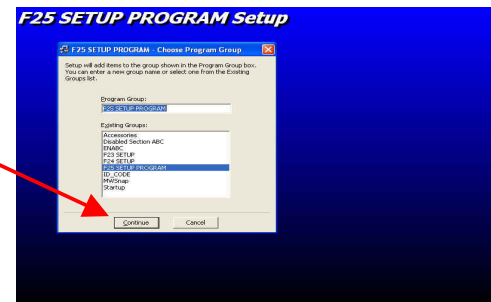 F25 SETUP PROGRAM Setup
F25 SETUP PROGRAM - Choose Program Group
Setup will add items to the group shown in the Program Group box.
You can enter a new group name or select one from the Existing
Groups list.
Program Group:
F25 SETUP PROGRAM
Existing Groups:
Accessories
Disabled Section ABC
ENABC
F23 SETUP
F24 SETUP
F25 SETUP PROGRAM
ID_CODE
MWSnap
Startup
Continue
Cancel